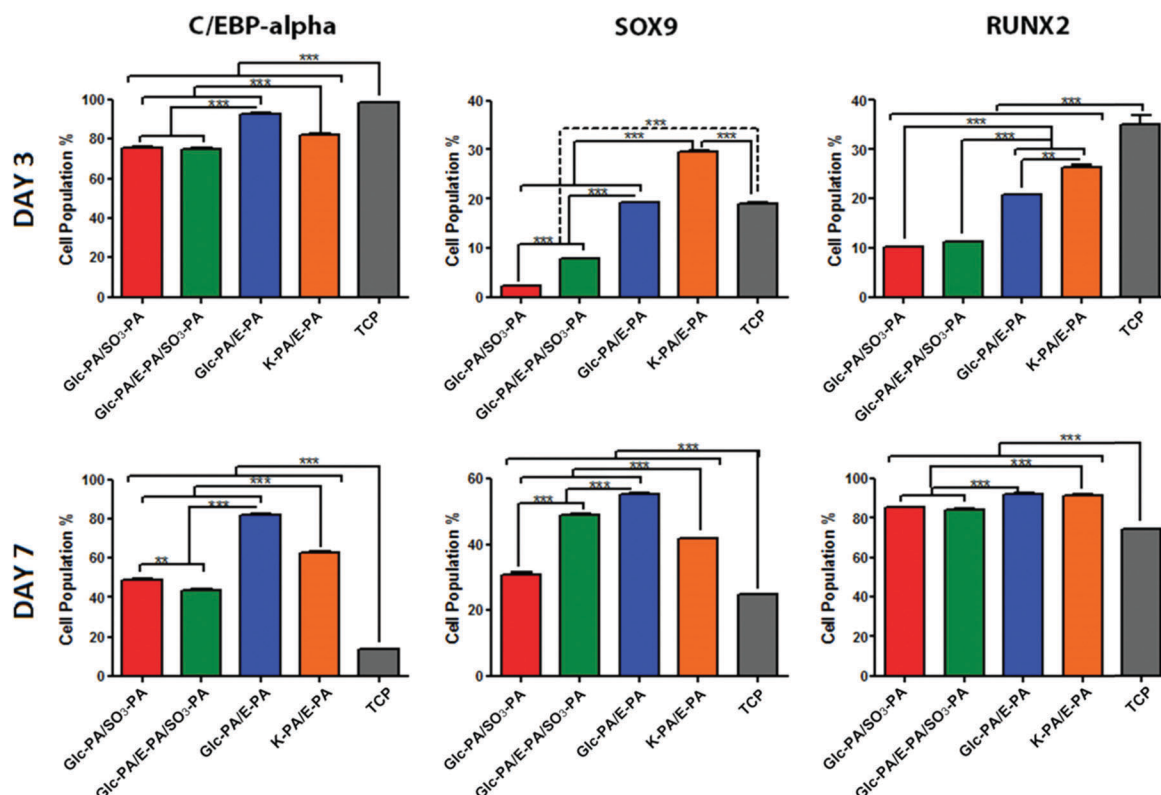 C/EBP-alpha
SOX9
RUNX2
DAY 3
Cell Population %
100
80
60
40
20
0
***
***
***
Glc-PA/SO₃-PA
Glc-PA/E-PA/SO₃-PA
Glc-PA/E-PA
K-PA/E-PA
TCP
Cell Population %
40
30
20
10
0
***
***
***
***
***
Glc-PA/SO₃-PA
Glc-PA/E-PA/SO₃-PA
Glc-PA/E-PA
K-PA/E-PA
TCP
Cell Population %
40
30
20
10
0
***
***
***
**
Glc-PA/SO₃-PA
Glc-PA/E-PA/SO₃-PA
Glc-PA/E-PA
K-PA/E-PA
TCP
DAY 7
Cell Population %
100
80
60
40
20
0
***
***
***
**
Glc-PA/SO₃-PA
Glc-PA/E-PA/SO₃-PA
Glc-PA/E-PA
K-PA/E-PA
TCP
Cell Population %
60
40
20
0
***
***
***
***
Glc-PA/SO₃-PA
Glc-PA/E-PA/SO₃-PA
Glc-PA/E-PA
K-PA/E-PA
TCP
Cell Population %
100
80
60
40
20
0
***
***
***
Glc-PA/SO₃-PA
Glc-PA/E-PA/SO₃-PA
Glc-PA/E-PA
K-PA/E-PA
TCP